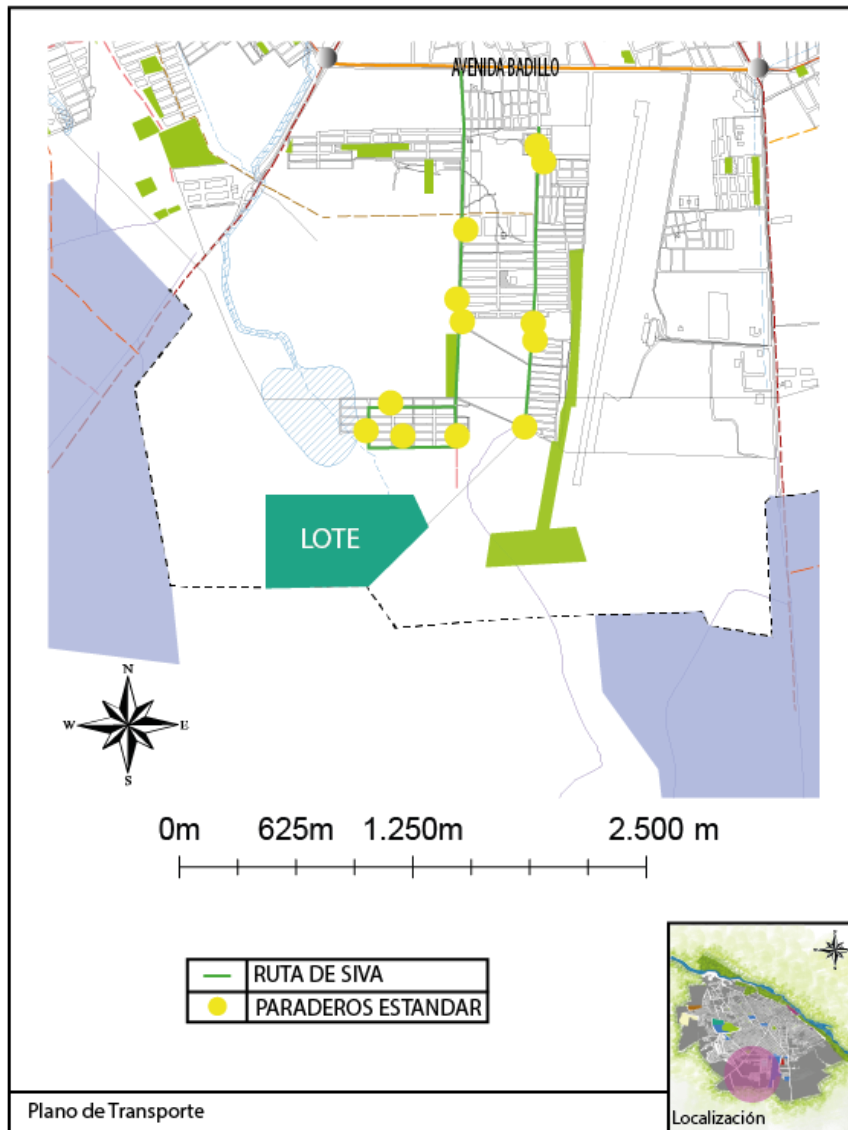 AVENIDA BADILLO
LOTE
N
W E
S
0m 625m 1.250m 2.500 m
RUTA DE SIVA
PARADEROS ESTANDAR
Plano de Transporte
Localización